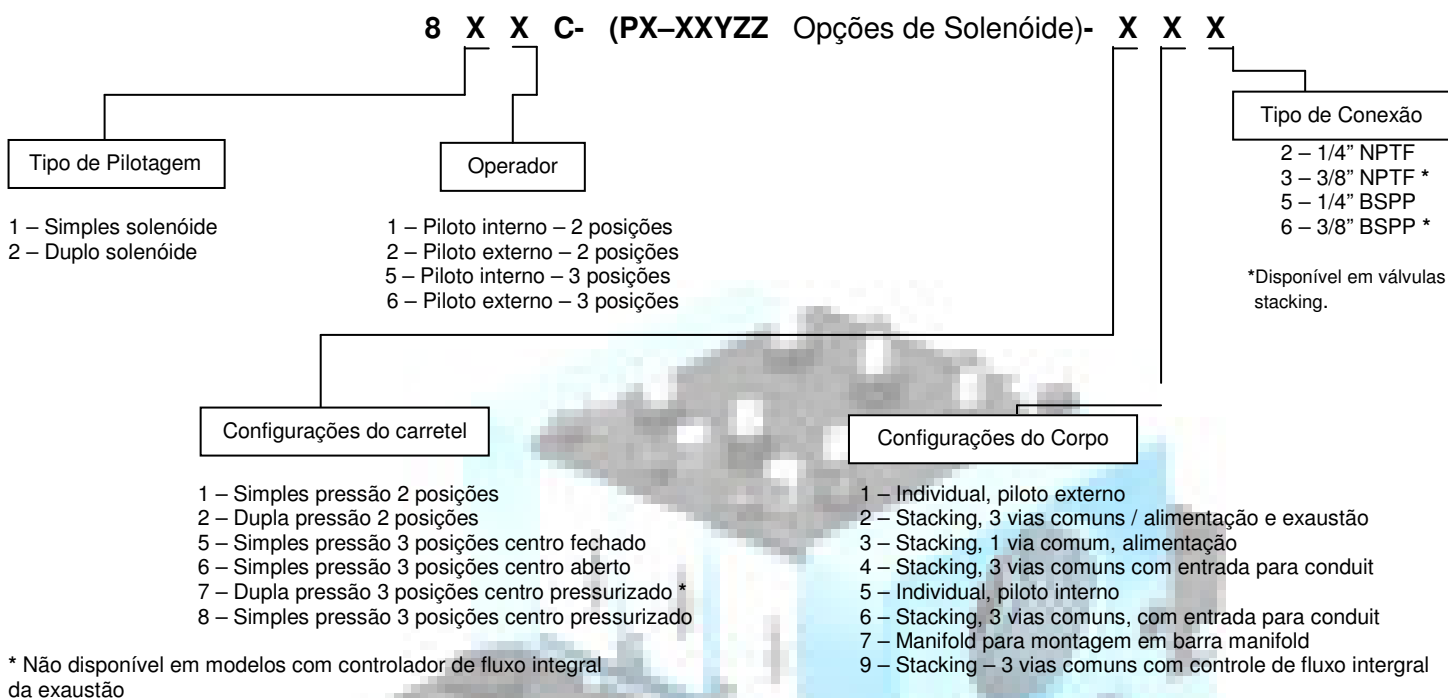 8 X X C- (PX–XXYZZ Opções de Solenóide)- X X X
Tipo de Pilotagem
1 – Simples solenóide
2 – Duplo solenóide
Operador
1 – Piloto interno – 2 posições
2 – Piloto externo – 2 posições
5 – Piloto interno – 3 posições
6 – Piloto externo – 3 posições
Tipo de Conexão
2 – 1/4” NPTF
3 – 3/8” NPTF *
5 – 1/4” BSPP
6 – 3/8” BSPP *
*Disponível em válvulas
stacking.
Configurações do carretel
1 – Simples pressão 2 posições
2 – Dupla pressão 2 posições
5 – Simples pressão 3 posições centro fechado
6 – Simples pressão 3 posições centro aberto
7 – Dupla pressão 3 posições centro pressurizado *
8 – Simples pressão 3 posições centro pressurizado
* Não disponível em modelos com controlador de fluxo integral
da exaustão
Configurações do Corpo
1 – Individual, piloto externo
2 – Stacking, 3 vias comuns / alimentação e exaustão
3 – Stacking, 1 via comum, alimentação
4 – Stacking, 3 vias comuns com entrada para conduit
5 – Individual, piloto interno
6 – Stacking, 3 vias comuns, com entrada para conduit
7 – Manifold para montagem em barra manifold
9 – Stacking – 3 vias comuns com controle de fluxo intergral